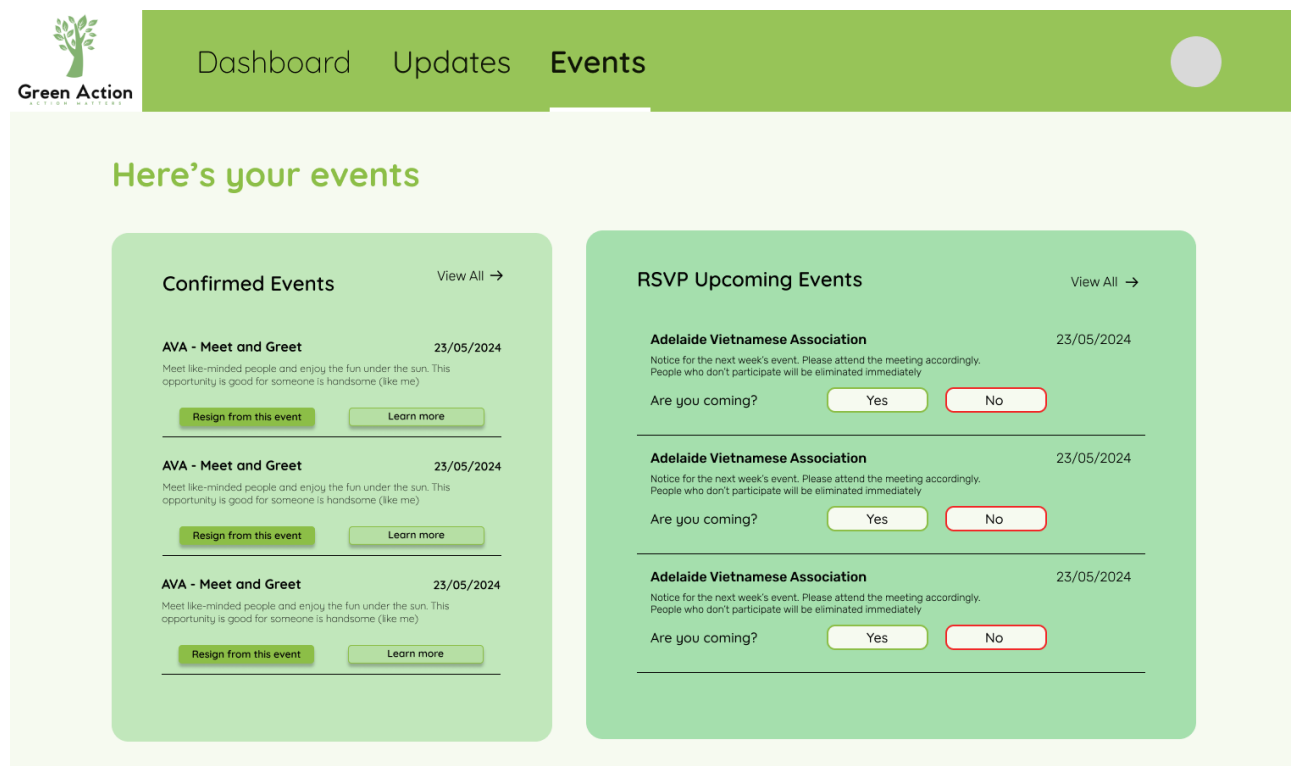 Green Action
ACTION MATTERS
Dashboard
Updates
Events
Here’s your events
Confirmed Events
View All →
AVA - Meet and Greet
23/05/2024
Meet like-minded people and enjoy the fun under the sun. This
opportunity is good for someone is handsome (like me)
Resign from this event
Learn more
AVA - Meet and Greet
23/05/2024
Meet like-minded people and enjoy the fun under the sun. This
opportunity is good for someone is handsome (like me)
Resign from this event
Learn more
AVA - Meet and Greet
23/05/2024
Meet like-minded people and enjoy the fun under the sun. This
opportunity is good for someone is handsome (like me)
Resign from this event
Learn more
RSVP Upcoming Events
View All →
Adelaide Vietnamese Association
23/05/2024
Notice for the next week’s event. Please attend the meeting accordingly.
People who don’t participate will be eliminated immediately
Are you coming?
Yes
No
Adelaide Vietnamese Association
23/05/2024
Notice for the next week’s event. Please attend the meeting accordingly.
People who don’t participate will be eliminated immediately
Are you coming?
Yes
No
Adelaide Vietnamese Association
23/05/2024
Notice for the next week’s event. Please attend the meeting accordingly.
People who don’t participate will be eliminated immediately
Are you coming?
Yes
No